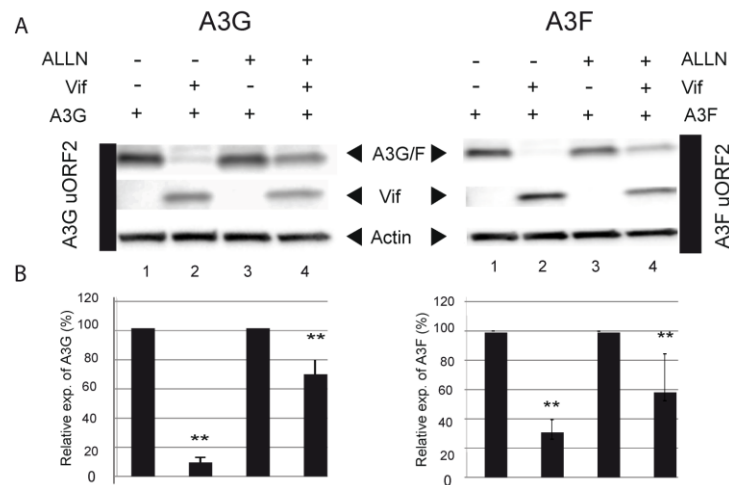 A
A3G
A3F
ALLN - - + +
- - + + ALLN
Vif - + - +
- + - + Vif
A3G + + + +
+ + + + A3F
A3G uORF2
◄ A3G/F ►
◄ Vif ►
◄ Actin ►
A3F uORF2
1 2 3 4
1 2 3 4
B
Relative exp. of A3G (%)
120
100
80
60
40
20
0
**
**
Relative exp. of A3F (%)
120
100
80
60
40
20
0
**
**